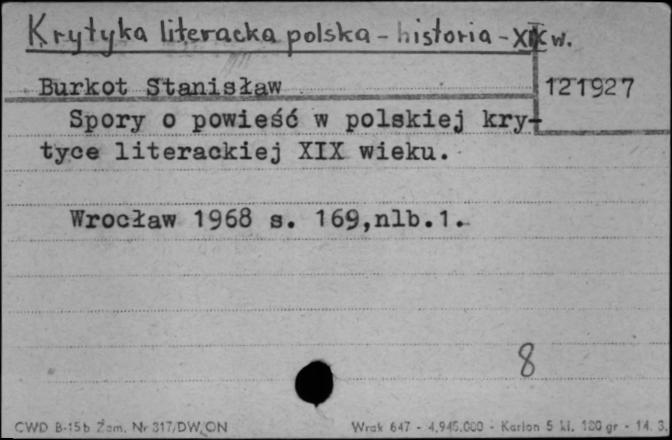 Krytyka literacka polska - historia - XIX w.
Burkot Stanisław
121927
Spory o powieść w polskiej kry-
tyce literackiej XIX wieku.
Wrocław 1968 s. 169,nlb.1.
8
CWD B-15b Zam. Nr 317/DW/ON
Wrak 647 - 4.945.000 - Karton 5 kl. 180 gr - 14. 3.